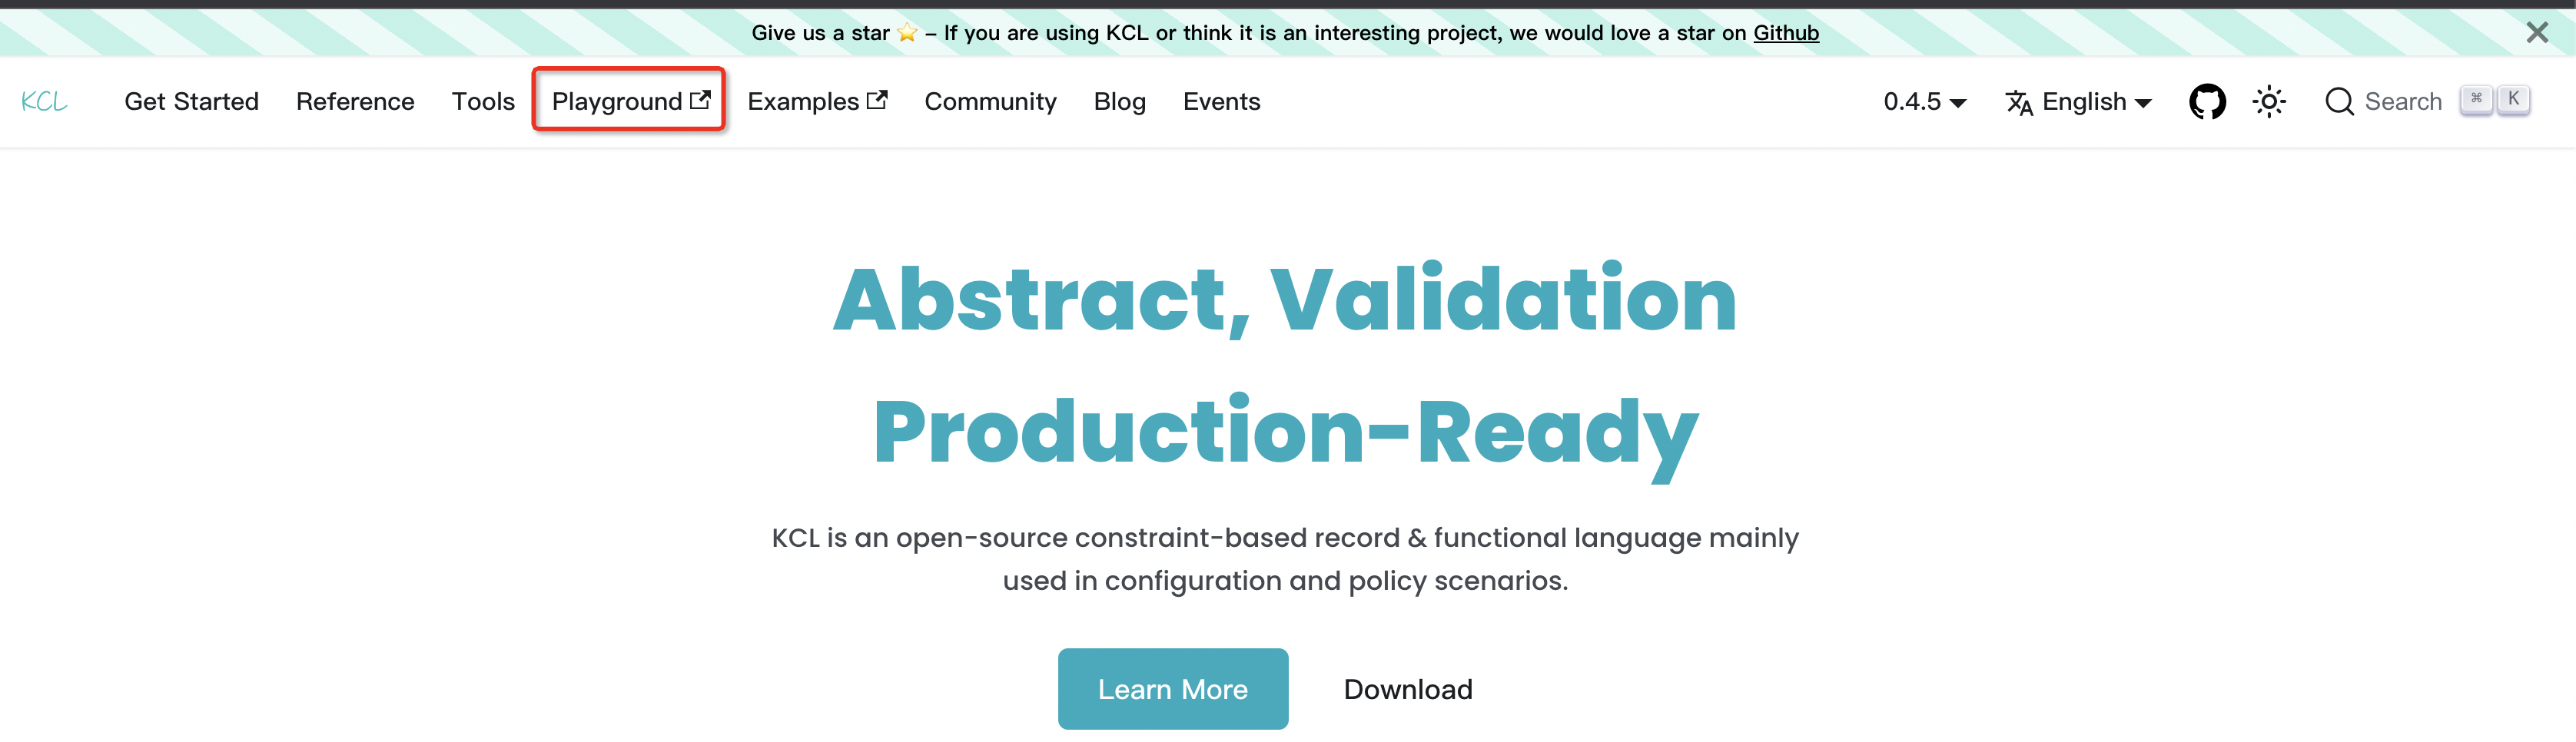 Give us a star ⭐ – If you are using KCL or think it is an interesting project, we would love a star on Github
KCL Get Started Reference Tools Playground Examples Community Blog Events 0.4.5 English Search ⌘ K
Abstract, Validation
Production-Ready
KCL is an open-source constraint-based record & functional language mainly
used in configuration and policy scenarios.
Learn More Download